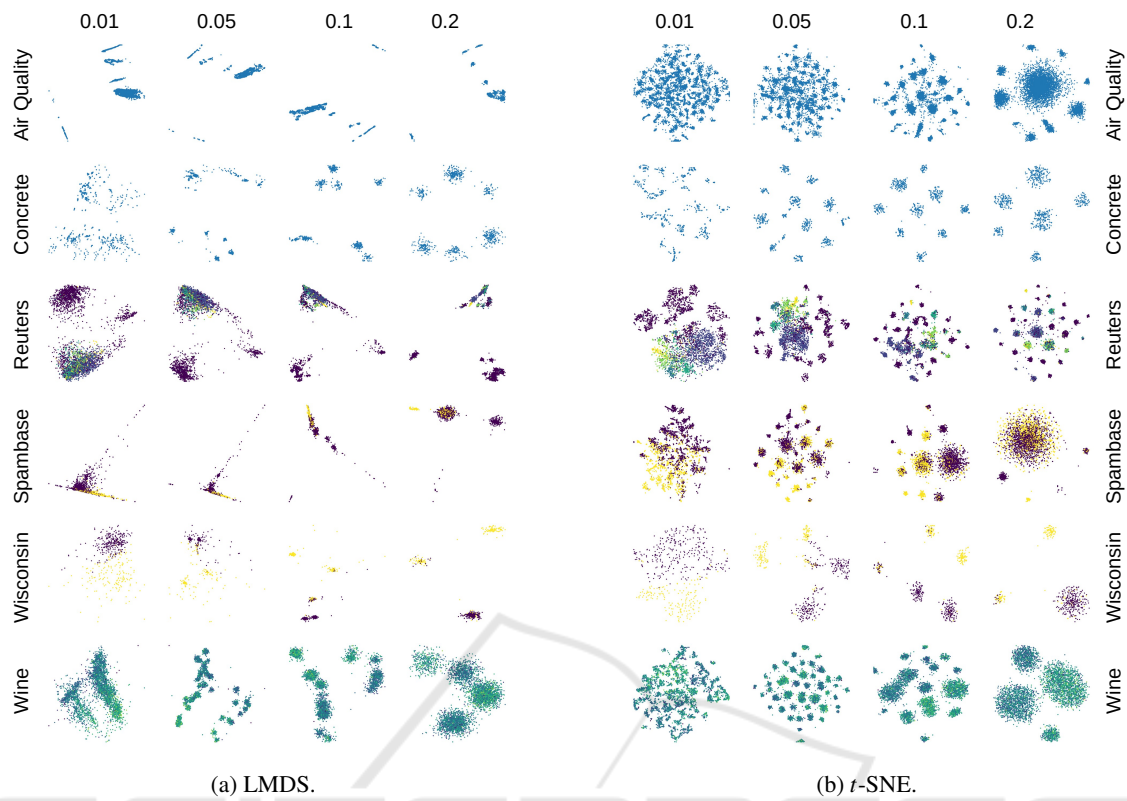 0.01 0.05 0.1 0.2 0.01 0.05 0.1 0.2
Air Quality Air Quality
Concrete Concrete
Reuters Reuters
Spambase Spambase
Wisconsin Wisconsin
Wine Wine
(a) LMDS. (b) t-SNE.